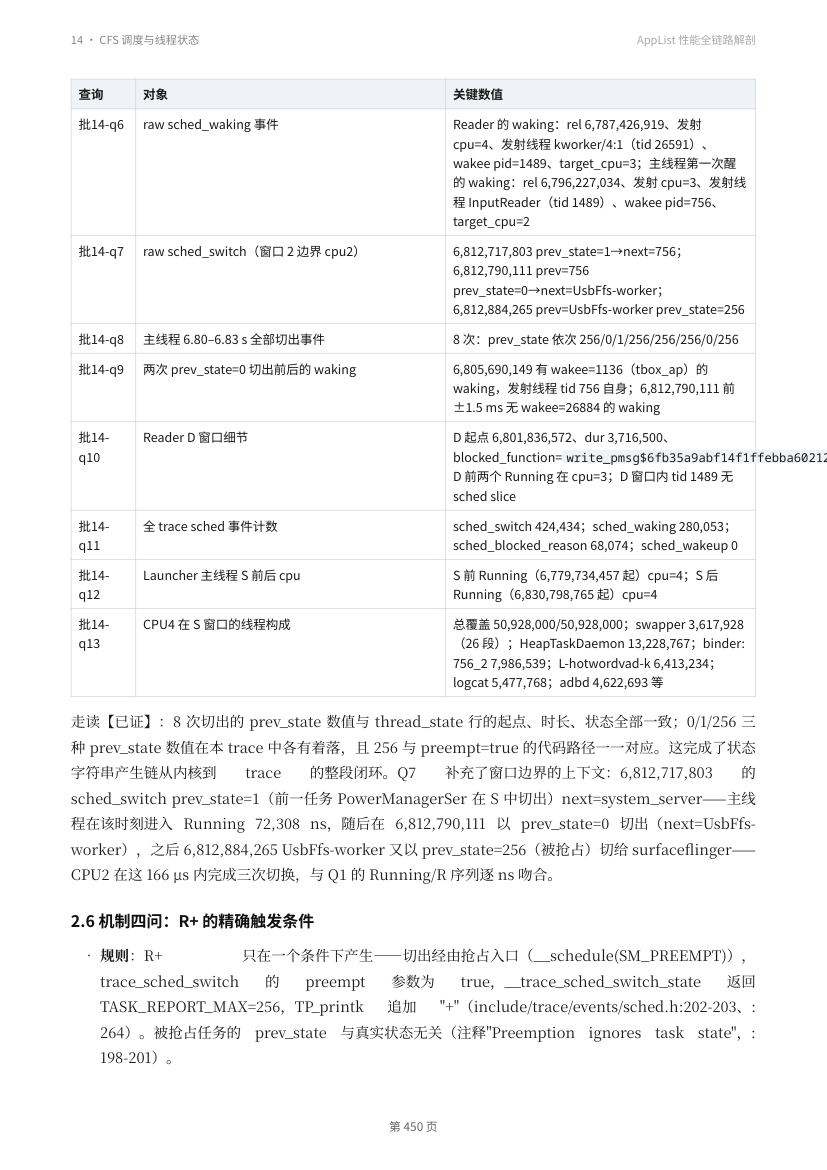 14 · CFS 调度与线程状态
AppList 性能全链路解剖
查询 对象 关键数值
批14-q6 raw sched_waking 事件 Reader 的 waking：rel 6,787,426,919、发射
cpu=4、发射线程 kworker/4:1（tid 26591）、
wakee pid=1489、target_cpu=3；主线程第一次醒
的 waking：rel 6,796,227,034、发射 cpu=3、发射线
程 InputReader（tid 1489）、wakee pid=756、
target_cpu=2
批14-q7 raw sched_switch（窗口 2 边界 cpu2） 6,812,717,803 prev_state=1→next=756；
6,812,790,111 prev=756
prev_state=0→next=UsbFfs-worker；
6,812,884,265 prev=UsbFfs-worker prev_state=256
批14-q8 主线程 6.80–6.83 s 全部切出事件 8 次：prev_state 依次 256/0/1/256/256/256/0/256
批14-q9 两次 prev_state=0 切出前后的 waking 6,805,690,149 有 wakee=1136（tbox_ap）的
waking，发射线程 tid 756 自身；6,812,790,111 前
±1.5 ms 无 wakee=26884 的 waking
批14-
q10
Reader D 窗口细节 D 起点 6,801,836,572、dur 3,716,500、
blocked_function= write_pmsg$6fb35a9abf14f1ffebba60212
D 前两个 Running 在 cpu=3；D 窗口内 tid 1489 无
sched slice
批14-
q11
全 trace sched 事件计数 sched_switch 424,434；sched_waking 280,053；
sched_blocked_reason 68,074；sched_wakeup 0
批14-
q12
Launcher 主线程 S 前后 cpu S 前 Running（6,779,734,457 起）cpu=4；S 后
Running（6,830,798,765 起）cpu=4
批14-
q13
CPU4 在 S 窗口的线程构成 总覆盖 50,928,000/50,928,000；swapper 3,617,928
（26 段）；HeapTaskDaemon 13,228,767；binder:
756_2 7,986,539；L-hotwordvad-k 6,413,234；
logcat 5,477,768；adbd 4,622,693 等
走读【已证】：8 次切出的 prev_state 数值与 thread_state 行的起点、时长、状态全部一致；0/1/256 三
种 prev_state 数值在本 trace 中各有着落，且 256 与 preempt=true 的代码路径一一对应。这完成了状态
字符串产生链从内核到 trace 的整段闭环。Q7 补充了窗口边界的上下文：6,812,717,803 的
sched_switch prev_state=1（前一任务 PowerManagerSer 在 S 中切出）next=system_server——主线
程在该时刻进入 Running 72,308 ns，随后在 6,812,790,111 以 prev_state=0 切出（next=UsbFfs-
worker），之后 6,812,884,265 UsbFfs-worker 又以 prev_state=256（被抢占）切给 surfaceflinger——
CPU2 在这 166 μs 内完成三次切换，与 Q1 的 Running/R 序列逐 ns 吻合。
2.6 机制四问：R+ 的精确触发条件
· 规则：R+ 只在一个条件下产生——切出经由抢占入口（__schedule(SM_PREEMPT)），
trace_sched_switch 的 preempt 参数为 true，__trace_sched_switch_state 返回
TASK_REPORT_MAX=256，TP_printk 追加 "+"（include/trace/events/sched.h:202-203、:
264）。被抢占任务的 prev_state 与真实状态无关（注释"Preemption ignores task state"，:
198-201）。
第 450 页